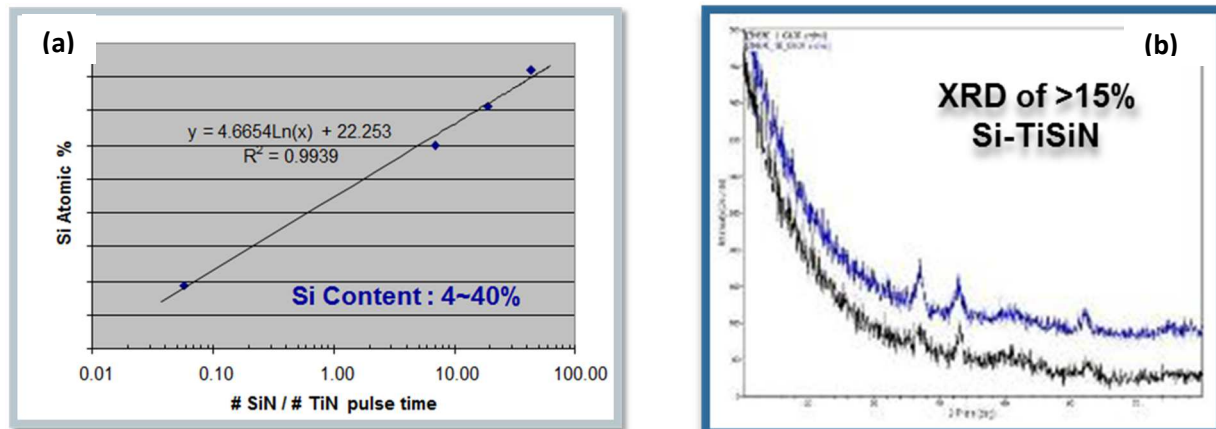 (a)
y = 4.6654Ln(x) + 22.253
R² = 0.9939
Si Content : 4~40%
Si Atomic %
0.01 0.10 1.00 10.00 100.00
# SiN / # TiN pulse time
(b)
XRD of >15%
Si-TiSiN